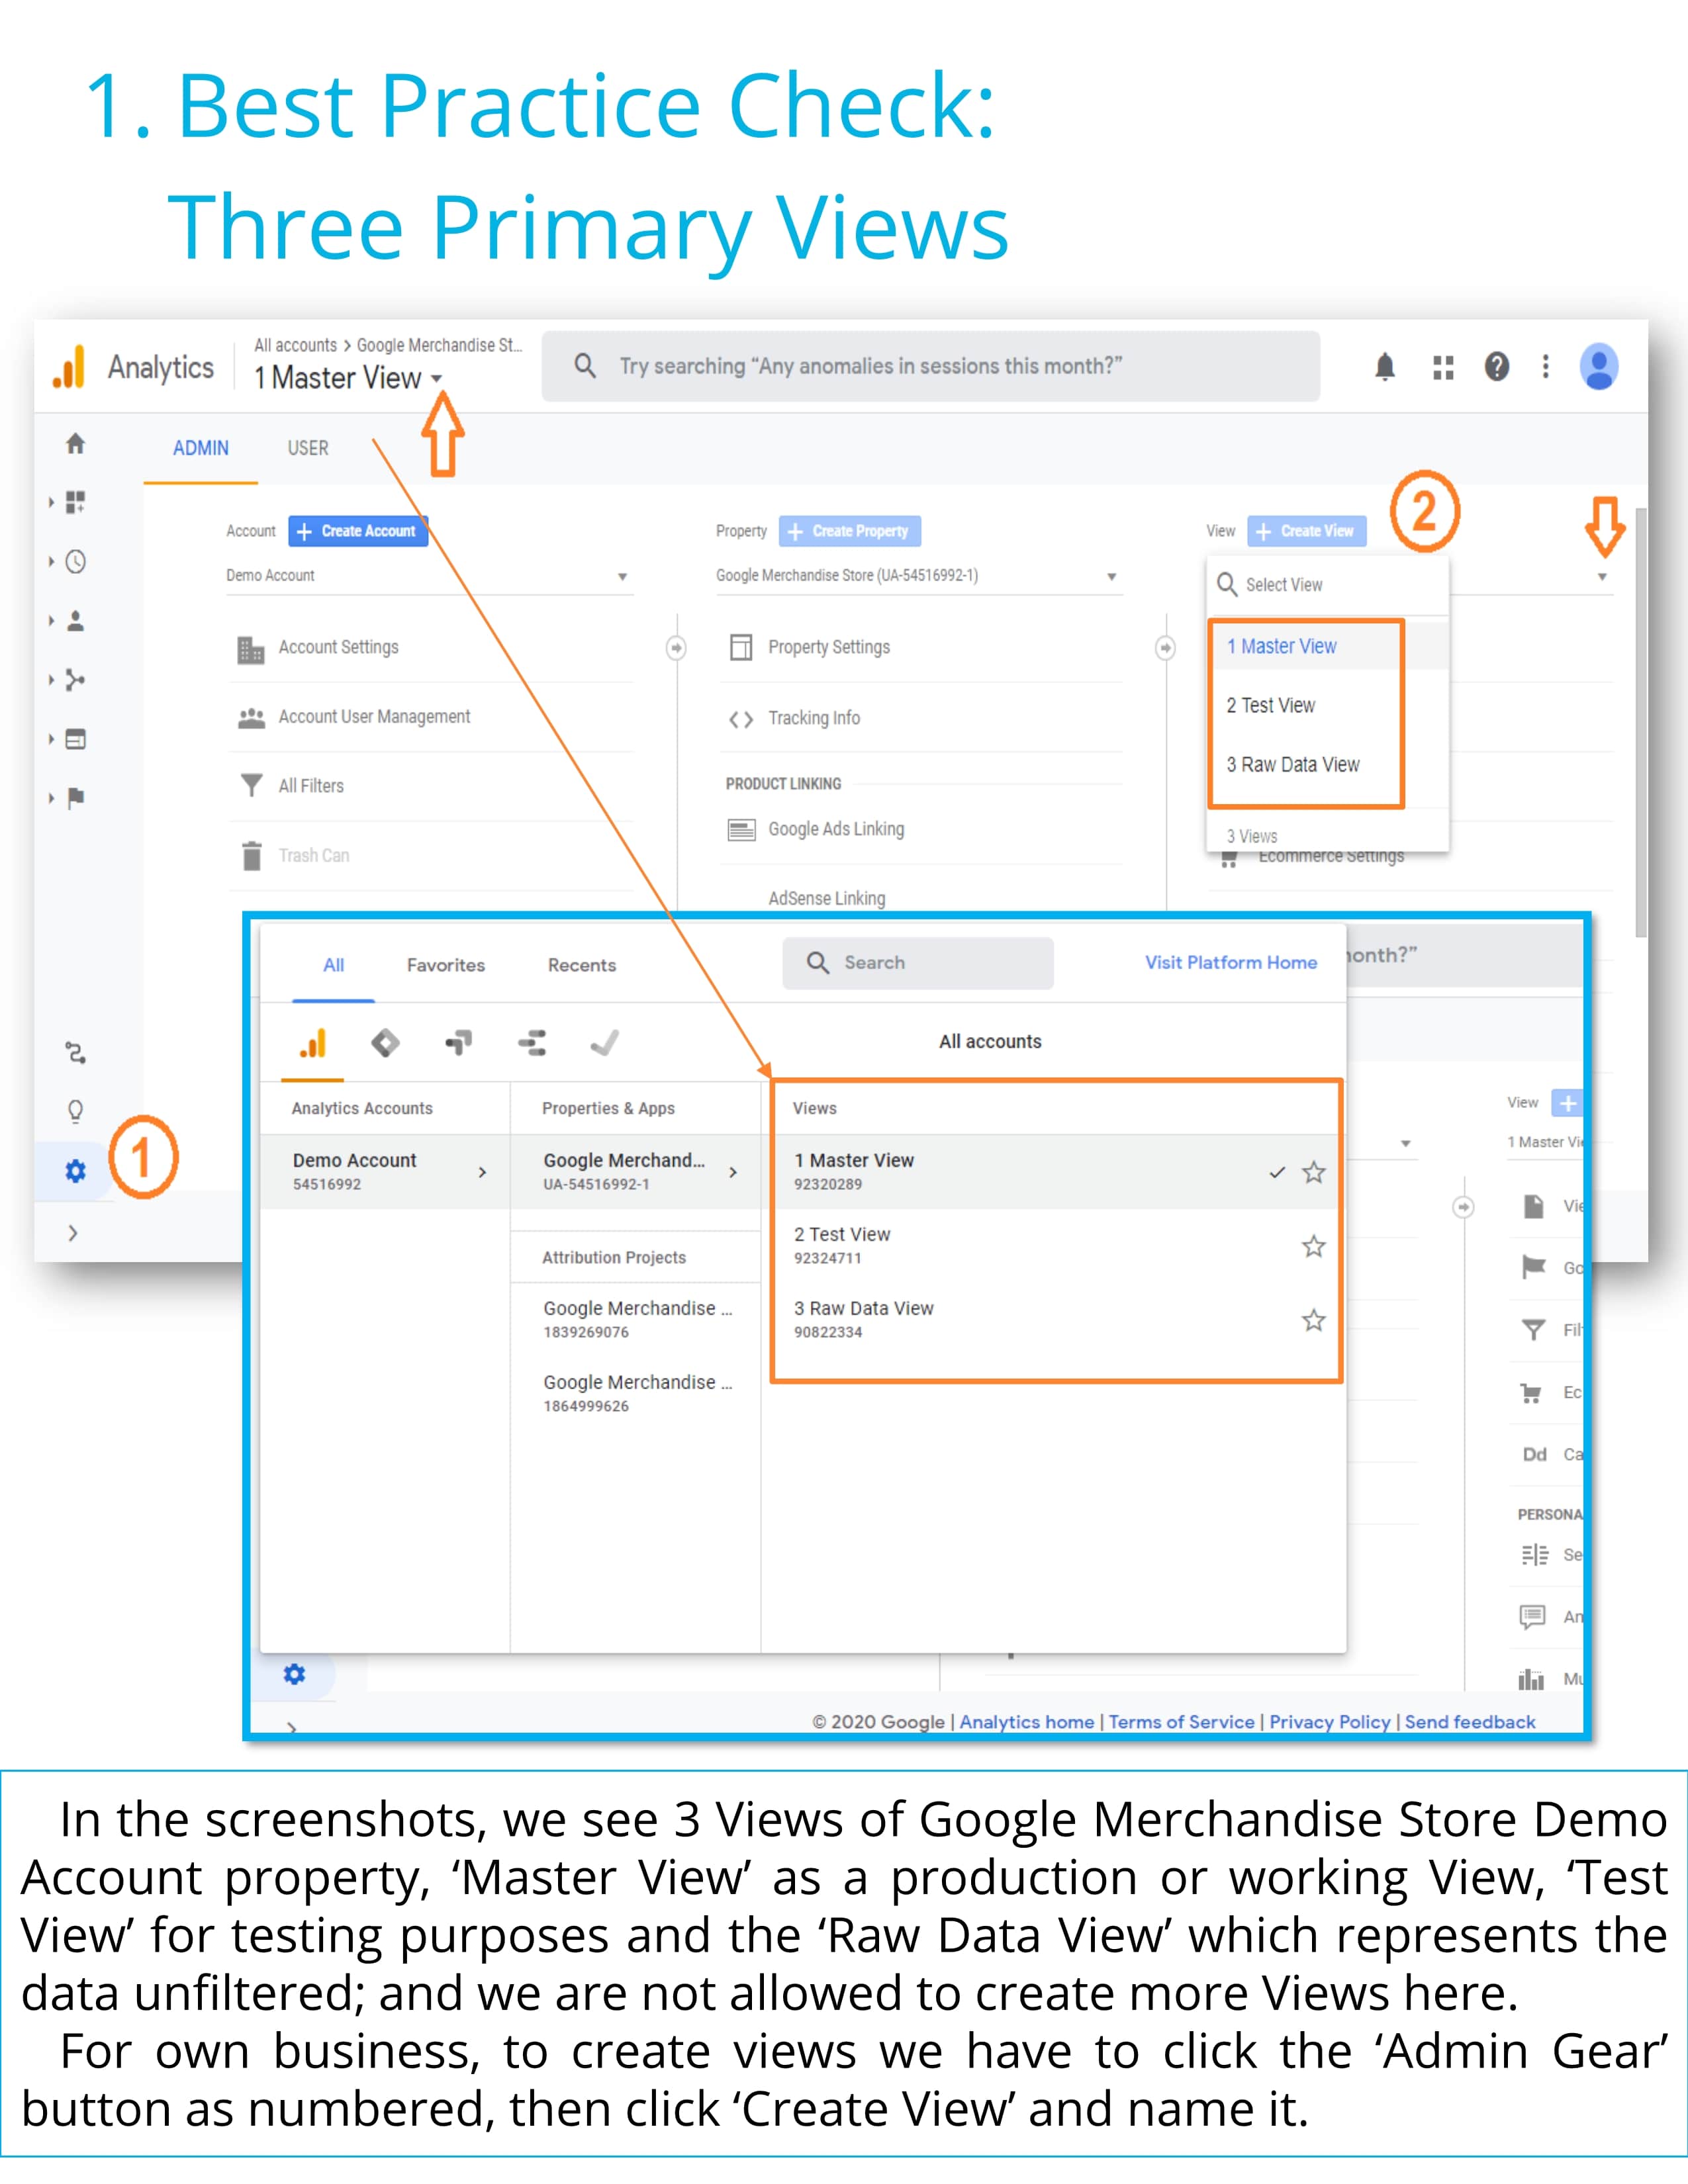 1. Best Practice Check:
Three Primary Views
Analytics
All accounts > Google Merchandise St...
1 Master View
Try searching “Any anomalies in sessions this month?”
ADMIN
USER
2
Account
+ Create Account
Property
+ Create Property
View
+ Create View
Demo Account
Google Merchandise Store (UA-54516992-1)
Select View
Account Settings
Property Settings
1 Master View
Account User Management
Tracking Info
2 Test View
All Filters
PRODUCT LINKING
3 Raw Data View
Google Ads Linking
3 Views
Trash Can
Ecommerce Settings
AdSense Linking
All
Favorites
Recents
Search
Visit Platform Home
onth?”
All accounts
Analytics Accounts
Properties & Apps
Views
View
+
1 Master Vi
1
Demo Account
54516992
Google Merchand...
UA-54516992-1
1 Master View
92320289
Vie
2 Test View
92324711
Attribution Projects
Go
Google Merchandise ...
1839269076
3 Raw Data View
90822334
Filt
Google Merchandise ...
1864999626
Ec
Dd Ca
PERSONA
Se
An
Mu
© 2020 Google | Analytics home | Terms of Service | Privacy Policy | Send feedback
In the screenshots, we see 3 Views of Google Merchandise Store Demo
Account property, ‘Master View’ as a production or working View, ‘Test
View’ for testing purposes and the ‘Raw Data View’ which represents the
data unfiltered; and we are not allowed to create more Views here.
For own business, to create views we have to click the ‘Admin Gear’
button as numbered, then click ‘Create View’ and name it.